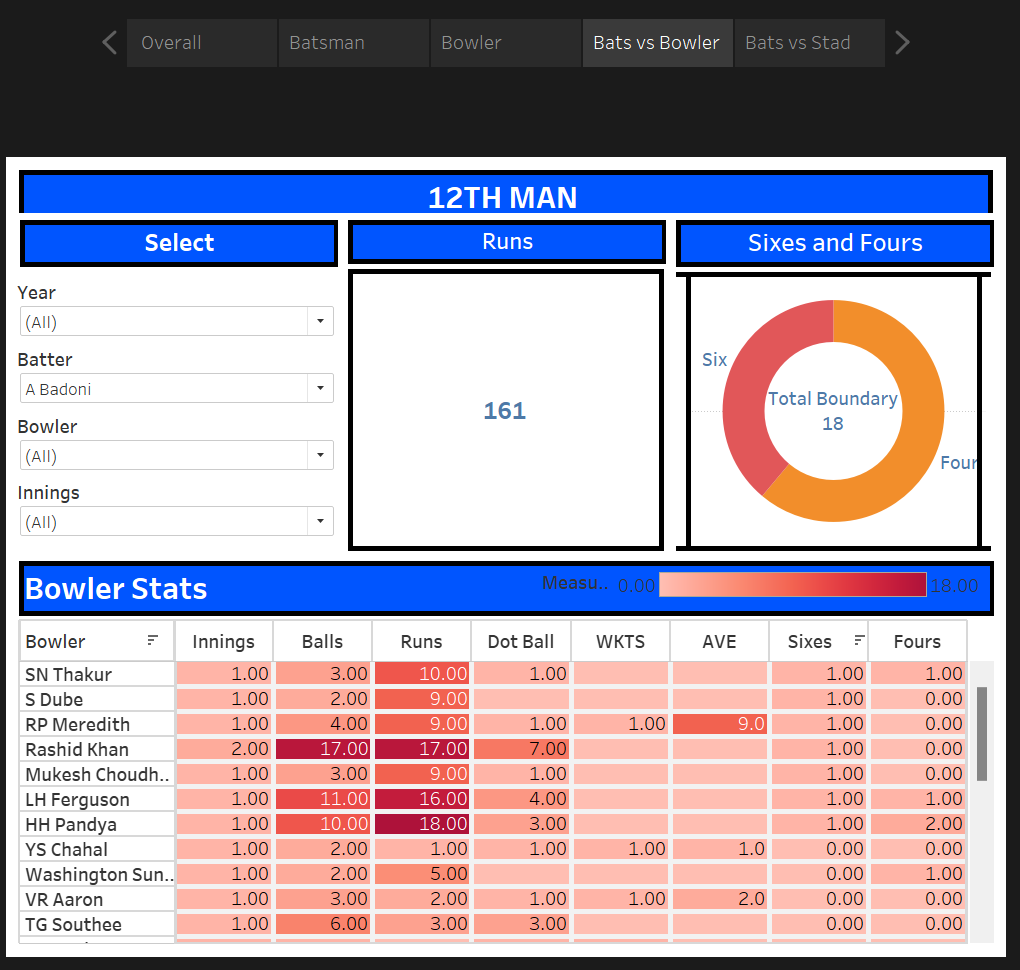 Overall Batsman Bowler Bats vs Bowler Bats vs Stad
12TH MAN
Select Runs Sixes and Fours
Year
(All)
Batter
A Badoni
Bowler
(All)
Innings
(All)
161
Six
Total Boundary
18
Four
Bowler Stats Measu.. 0.00 18.00
Bowler Innings Balls Runs Dot Ball WKTS AVE Sixes Fours
SN Thakur 1.00 3.00 10.00 1.00 1.00 1.00
S Dube 1.00 2.00 9.00 1.00 0.00
RP Meredith 1.00 4.00 9.00 1.00 1.00 9.0 1.00 0.00
Rashid Khan 2.00 17.00 17.00 7.00 1.00 0.00
Mukesh Choudh.. 1.00 3.00 9.00 1.00 1.00 0.00
LH Ferguson 1.00 11.00 16.00 4.00 1.00 1.00
HH Pandya 1.00 10.00 18.00 3.00 1.00 2.00
YS Chahal 1.00 2.00 1.00 1.00 1.00 1.0 0.00 0.00
Washington Sun.. 1.00 2.00 5.00 0.00 1.00
VR Aaron 1.00 3.00 2.00 1.00 1.00 2.0 0.00 0.00
TG Southee 1.00 6.00 3.00 3.00 0.00 0.00